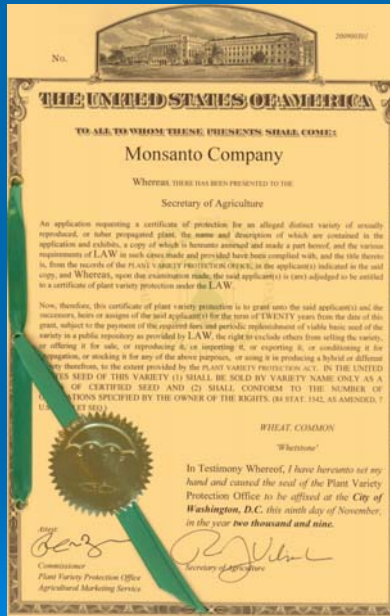 No.
200900301
THE UNITED STATES OF AMERICA
TO ALL TO WHOM THESE PRESENTS SHALL COME:
Monsanto Company
Whereas, THERE HAS BEEN PRESENTED TO THE
Secretary of Agriculture
An application requesting a certificate of protection for an alleged distinct variety of sexually
reproduced, or tuber propagated plant, the name and description of which are contained in the
application and exhibits, a copy of which is hereunto annexed and made a part hereof, and the various
requirements of LAW in such cases made and provided have been complied with, and the title thereto
is, from the records of the PLANT VARIETY PROTECTION OFFICE, in the applicant(s) indicated in the said
copy, and Whereas, upon due examination made, the said applicant(s) is (are) adjudged to be entitled
to a certificate of plant variety protection under the LAW.
Now, therefore, this certificate of plant variety protection is to grant unto the said applicant(s) and the
successors, heirs or assigns of the said applicant(s) for the term of TWENTY years from the date of this
grant, subject to the payment of the required fees and periodic replenishment of viable basic seed of the
variety in a public repository as provided by LAW, the right to exclude others from selling the variety,
or offering it for sale, or reproducing it, or importing it, or exporting it, or conditioning it for
propagation, or stocking it for any of the above purposes, or using it in producing a hybrid or different
variety therefrom, to the extent provided by the PLANT VARIETY PROTECTION ACT. IN THE UNITED
SEED OF THIS VARIETY (1) SHALL BE SOLD BY VARIETY NAME ONLY AS A
OF CERTIFIED SEED AND (2) SHALL CONFORM TO THE NUMBER OF
SPECIFIED BY THE OWNER OF THE RIGHTS. (84 STAT. 1542, AS AMENDED, 7
ET SEQ.)
WHEAT, COMMON
'Whetstone'
In Testimony Whereof, I have hereunto set my
hand and caused the seal of the Plant Variety
Protection Office to be affixed at the City of
Washington, D.C. this ninth day of November,
in the year two thousand and nine.
Attest:
Commissioner
Plant Variety Protection Office
Agricultural Marketing Service
Secretary of Agriculture